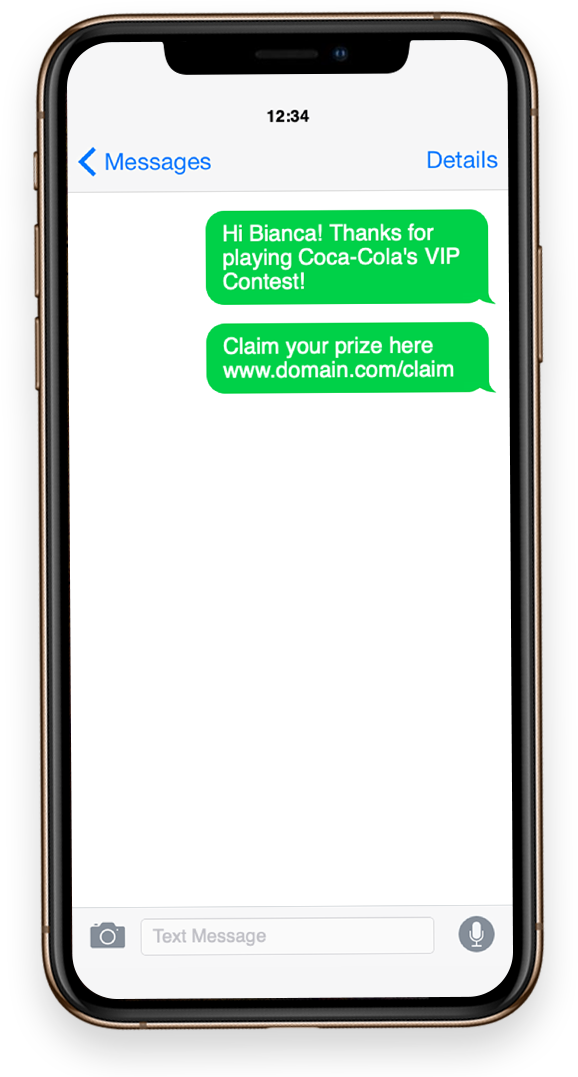 12:34
Messages
Details
Hi Bianca! Thanks for
playing Coca-Cola's VIP
Contest!
Claim your prize here
www.domain.com/claim
Text Message